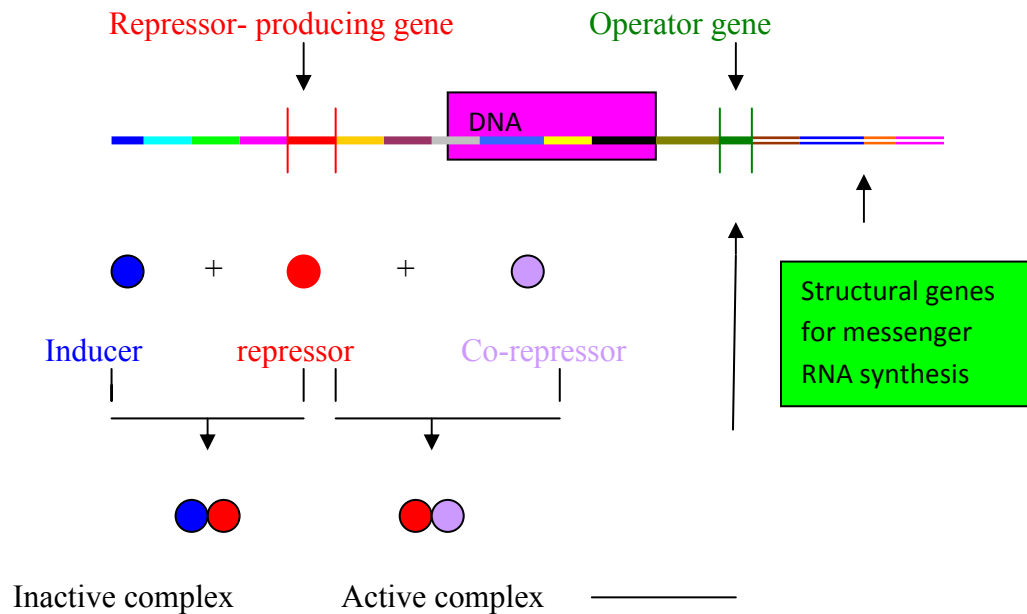 Repressor- producing gene
Operator gene
DNA
+
+
Inducer
repressor
Co-repressor
Structural genes
for messenger
RNA synthesis
Inactive complex
Active complex